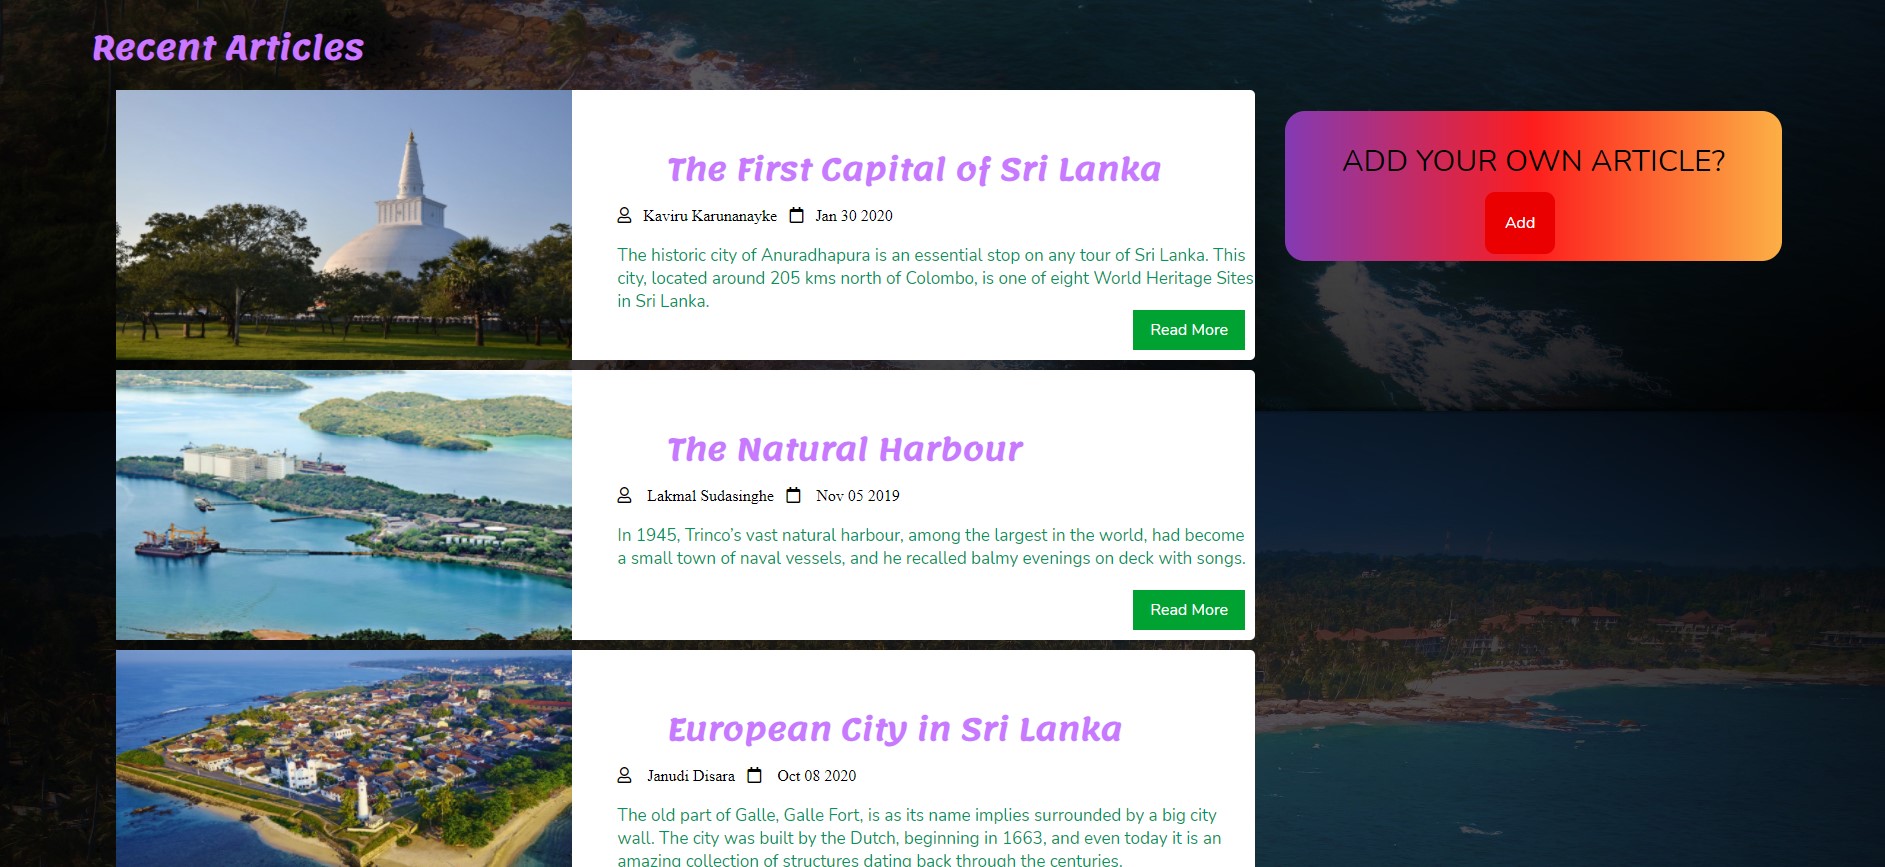 Recent Articles
The First Capital of Sri Lanka
Kaviru Karunanayke Jan 30 2020
The historic city of Anuradhapura is an essential stop on any tour of Sri Lanka. This
city, located around 205 kms north of Colombo, is one of eight World Heritage Sites
in Sri Lanka.
Read More
ADD YOUR OWN ARTICLE?
Add
The Natural Harbour
Lakmal Sudasinghe Nov 05 2019
In 1945, Trinco’s vast natural harbour, among the largest in the world, had become
a small town of naval vessels, and he recalled balmy evenings on deck with songs.
Read More
European City in Sri Lanka
Janudi Disara Oct 08 2020
The old part of Galle, Galle Fort, is as its name implies surrounded by a big city
wall. The city was built by the Dutch, beginning in 1663, and even today it is an
amazing collection of structures dating back through the centuries.